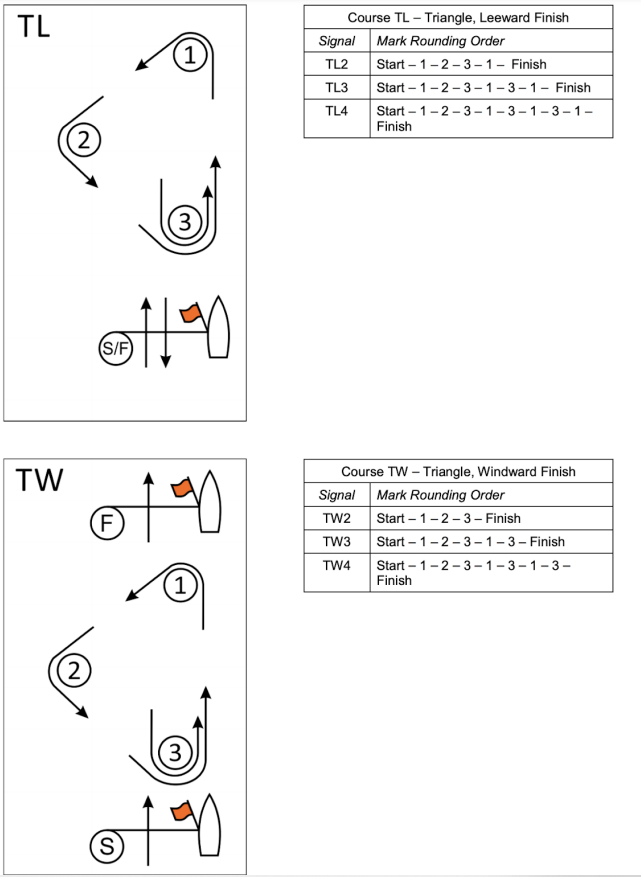 TL
1
2
3
S/F
Course TL – Triangle, Leeward Finish
Signal Mark Rounding Order
TL2 Start – 1 – 2 – 3 – 1 – Finish
TL3 Start – 1 – 2 – 3 – 1 – 3 – 1 – Finish
TL4 Start – 1 – 2 – 3 – 1 – 3 – 1 – 3 – 1 –
Finish
TW
F
1
2
3
S
Course TW – Triangle, Windward Finish
Signal Mark Rounding Order
TW2 Start – 1 – 2 – 3 – Finish
TW3 Start – 1 – 2 – 3 – 1 – 3 – Finish
TW4 Start – 1 – 2 – 3 – 1 – 3 – 1 – 3 –
Finish